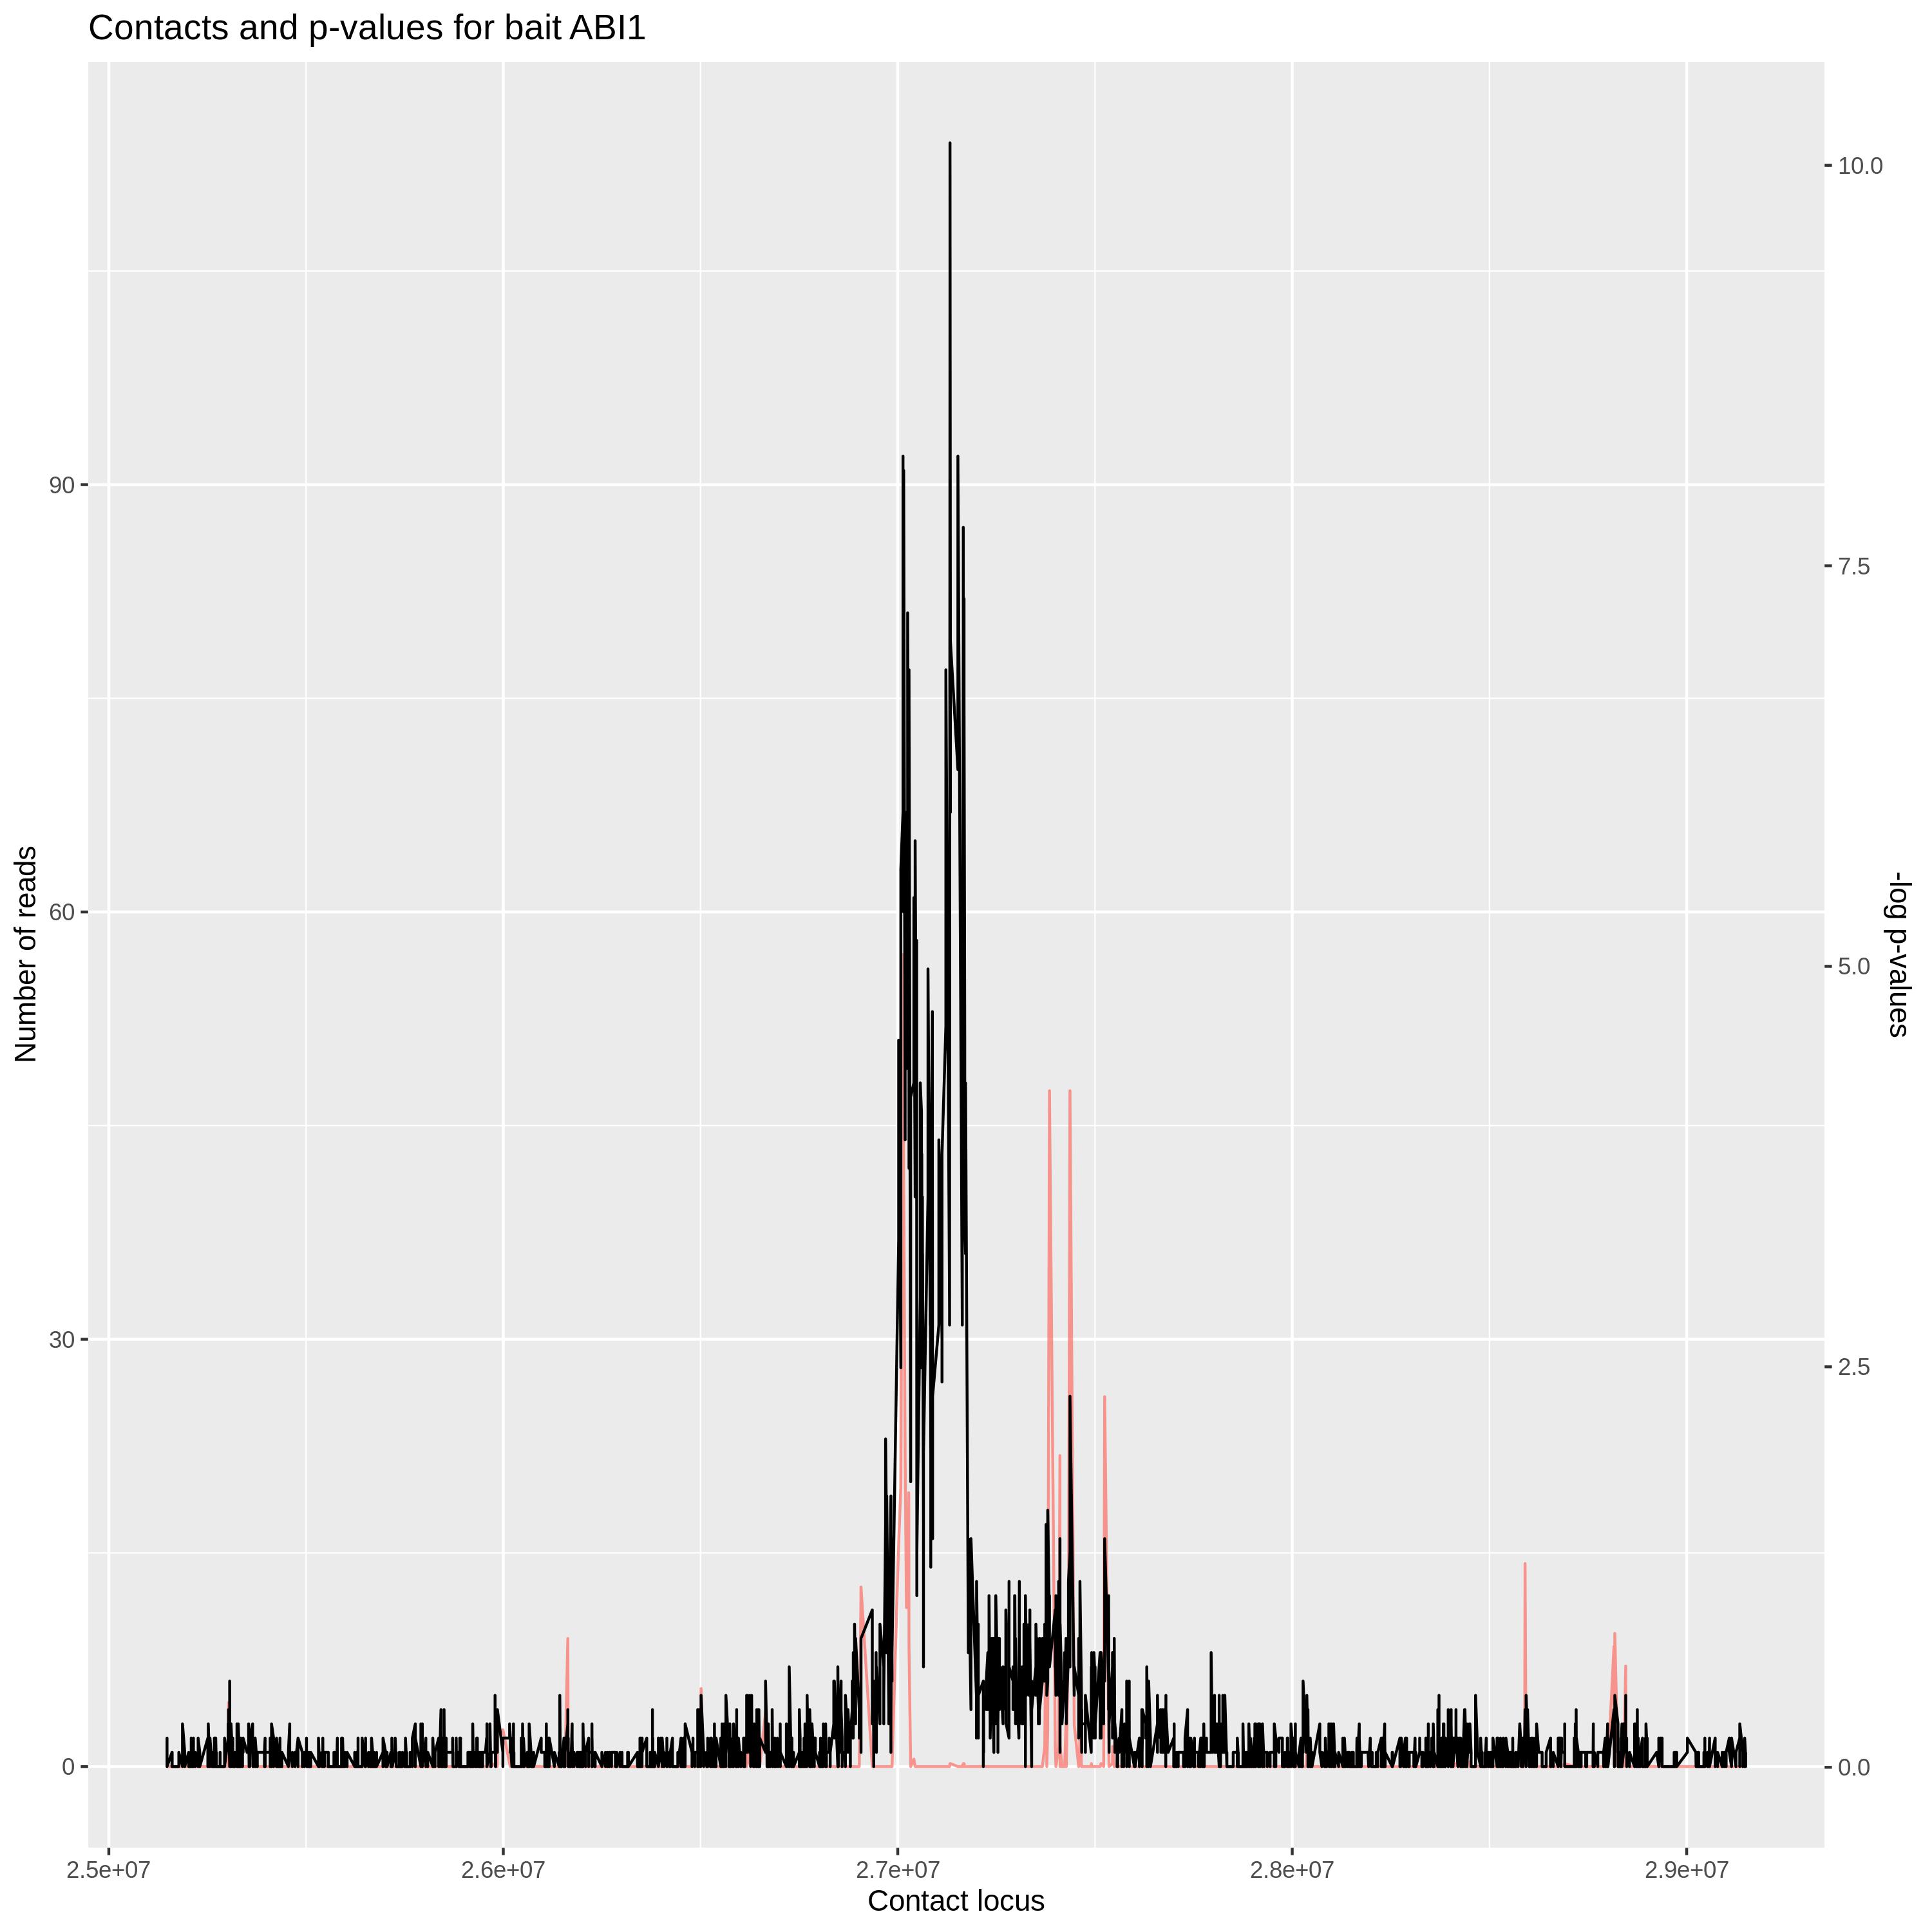 Contacts and p-values for bait ABI1
90
60
30
0
Number of reads
10.0
7.5
5.0
2.5
0.0
-log p-values
2.5e+07
2.6e+07
2.7e+07
2.8e+07
2.9e+07
Contact locus